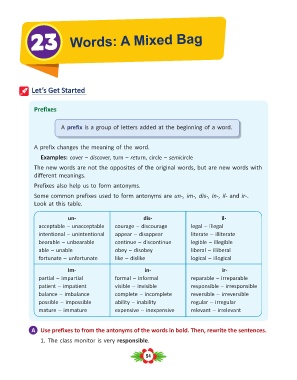 23
Words: A Mixed Bag
Let's Get Started
Prefixes
A prefix is a group of letters added at the beginning of a word.
A prefix changes the meaning of the word.
Examples: cover – discover, turn – return, circle – semicircle
The new words are not the opposites of the original words, but are new words with
different meanings.
Prefixes also help us to form antonyms.
Some common prefixes used to form antonyms are un-, im-, dis-, in-, il- and ir-.
Look at this table.
un- dis- il-
acceptable – unacceptable courage – discourage legal – illegal
intentional – unintentional appear – disappear literate – illiterate
bearable – unbearable continue – discontinue legible – illegible
able – unable obey – disobey liberal – illiberal
fortunate – unfortunate like – dislike logical – illogical
im- in- ir-
partial – impartial formal – informal reparable – irreparable
patient – impatient visible – invisible responsible – irresponsible
balance – imbalance complete – incomplete reversible – irreversible
possible – impossible ability – inability regular – irregular
mature – immature expensive – inexpensive relevant – irrelevant
A Use prefixes to from the antonyms of the words in bold. Then, rewrite the sentences.
1. The class monitor is very responsible.
94